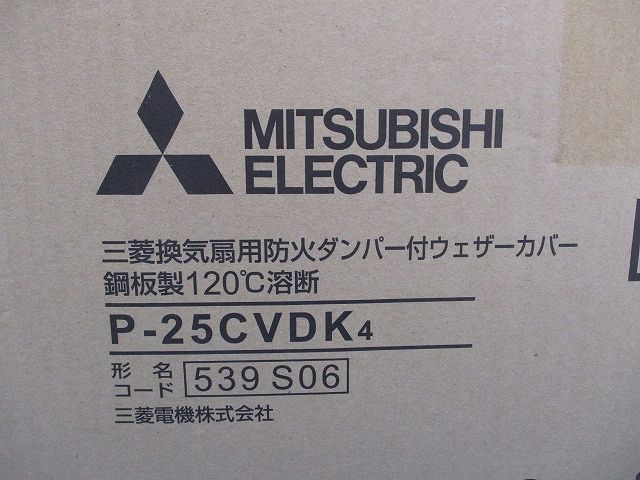 MITSUBISHI
ELECTRIC
三菱換気扇用防火ダンパー付ウェザーカバー
鋼板製120℃溶断
P-25CVDK4
形名
コード 539 S06
三菱電機株式会社